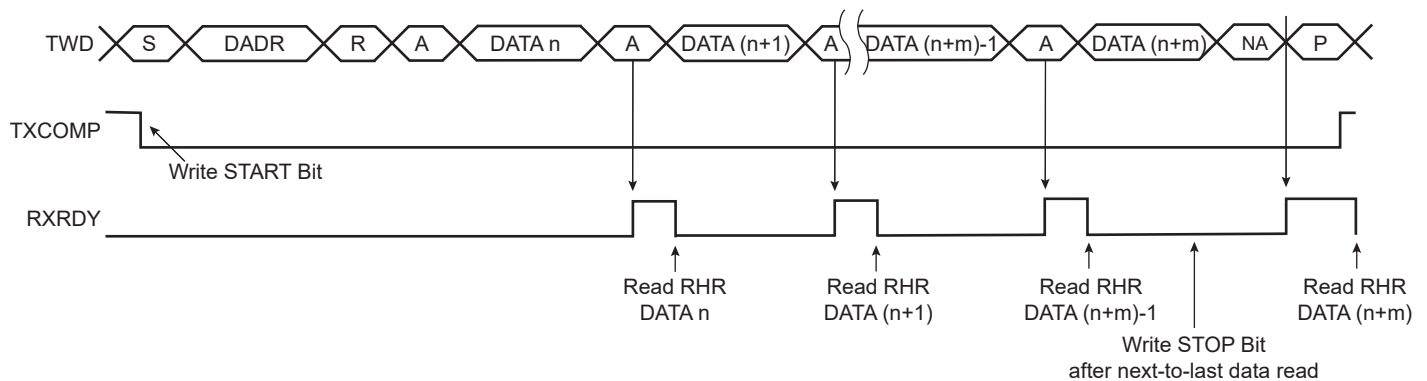 TWD S DADR R A DATA n A DATA (n+1) A DATA (n+m)-1 A DATA (n+m) NA P
TXCOMP
Write START Bit
RXRDY
Read RHR Read RHR Read RHR Read RHR
DATA n DATA (n+1) DATA (n+m)-1 DATA (n+m)
Write STOP Bit
after next-to-last data read